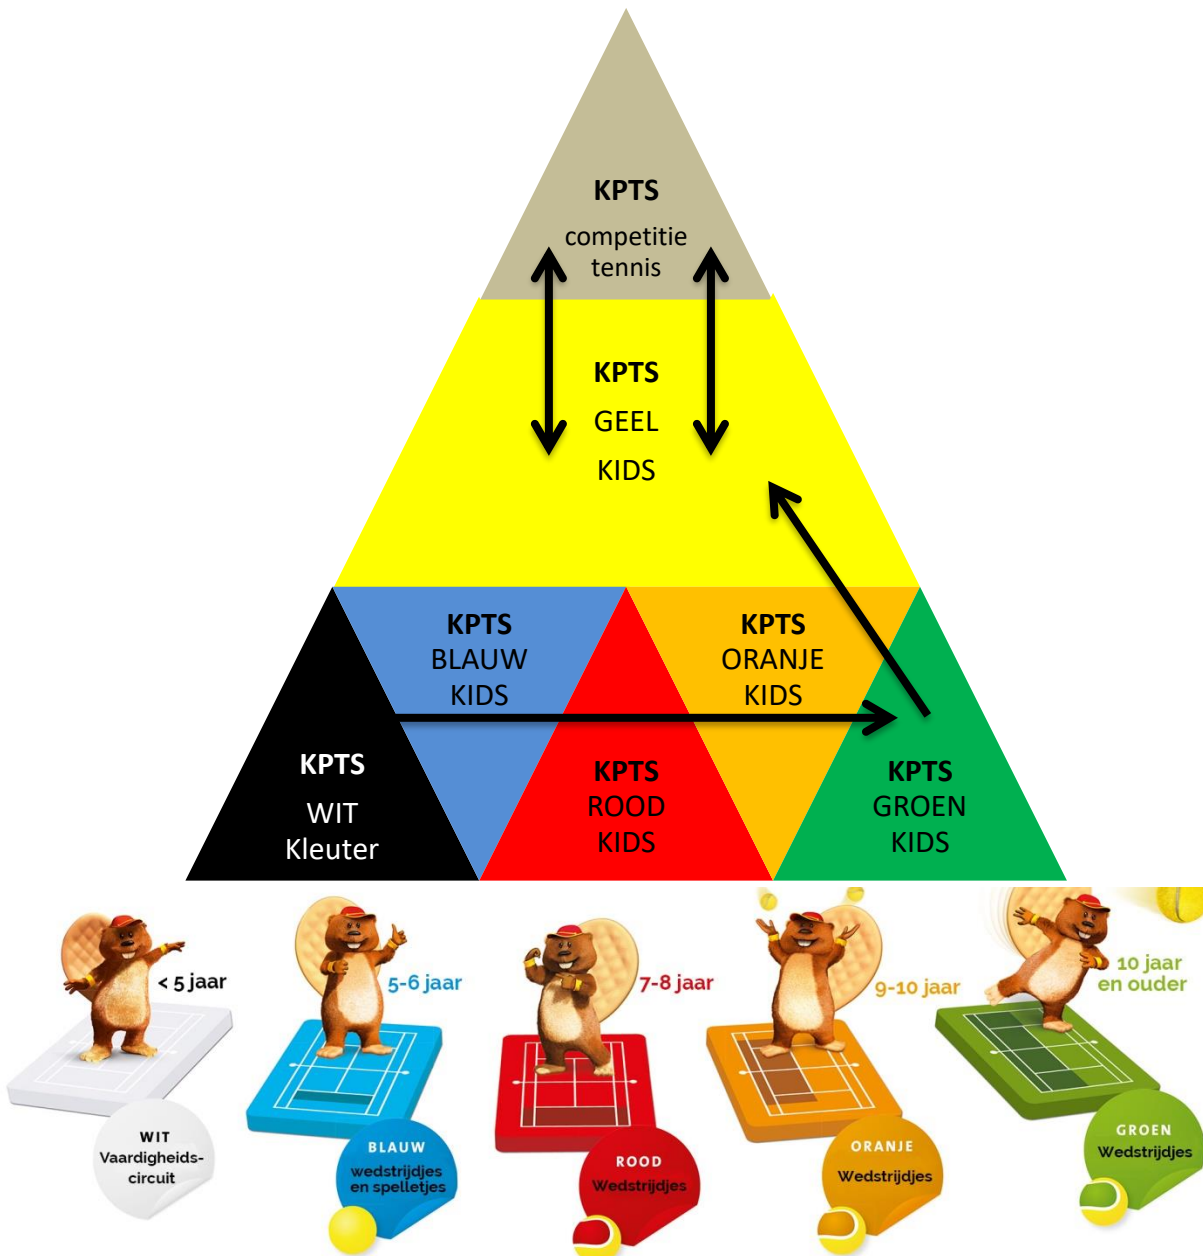 KPTS
competitie
tennis
KPTS
GEEL
KIDS
KPTS
BLAUW
KIDS
KPTS
ORANJE
KIDS
KPTS
WIT
Kleuter
KPTS
ROOD
KIDS
KPTS
GROEN
KIDS
< 5 jaar
5-6 jaar
7-8 jaar
9-10 jaar
10 jaar
en ouder
WIT
Vaardigheids-
circuit
BLAUW
wedstrijdjes
en spelletjes
ROOD
Wedstrijdjes
ORANJE
Wedstrijdjes
GROEN
Wedstrijdjes